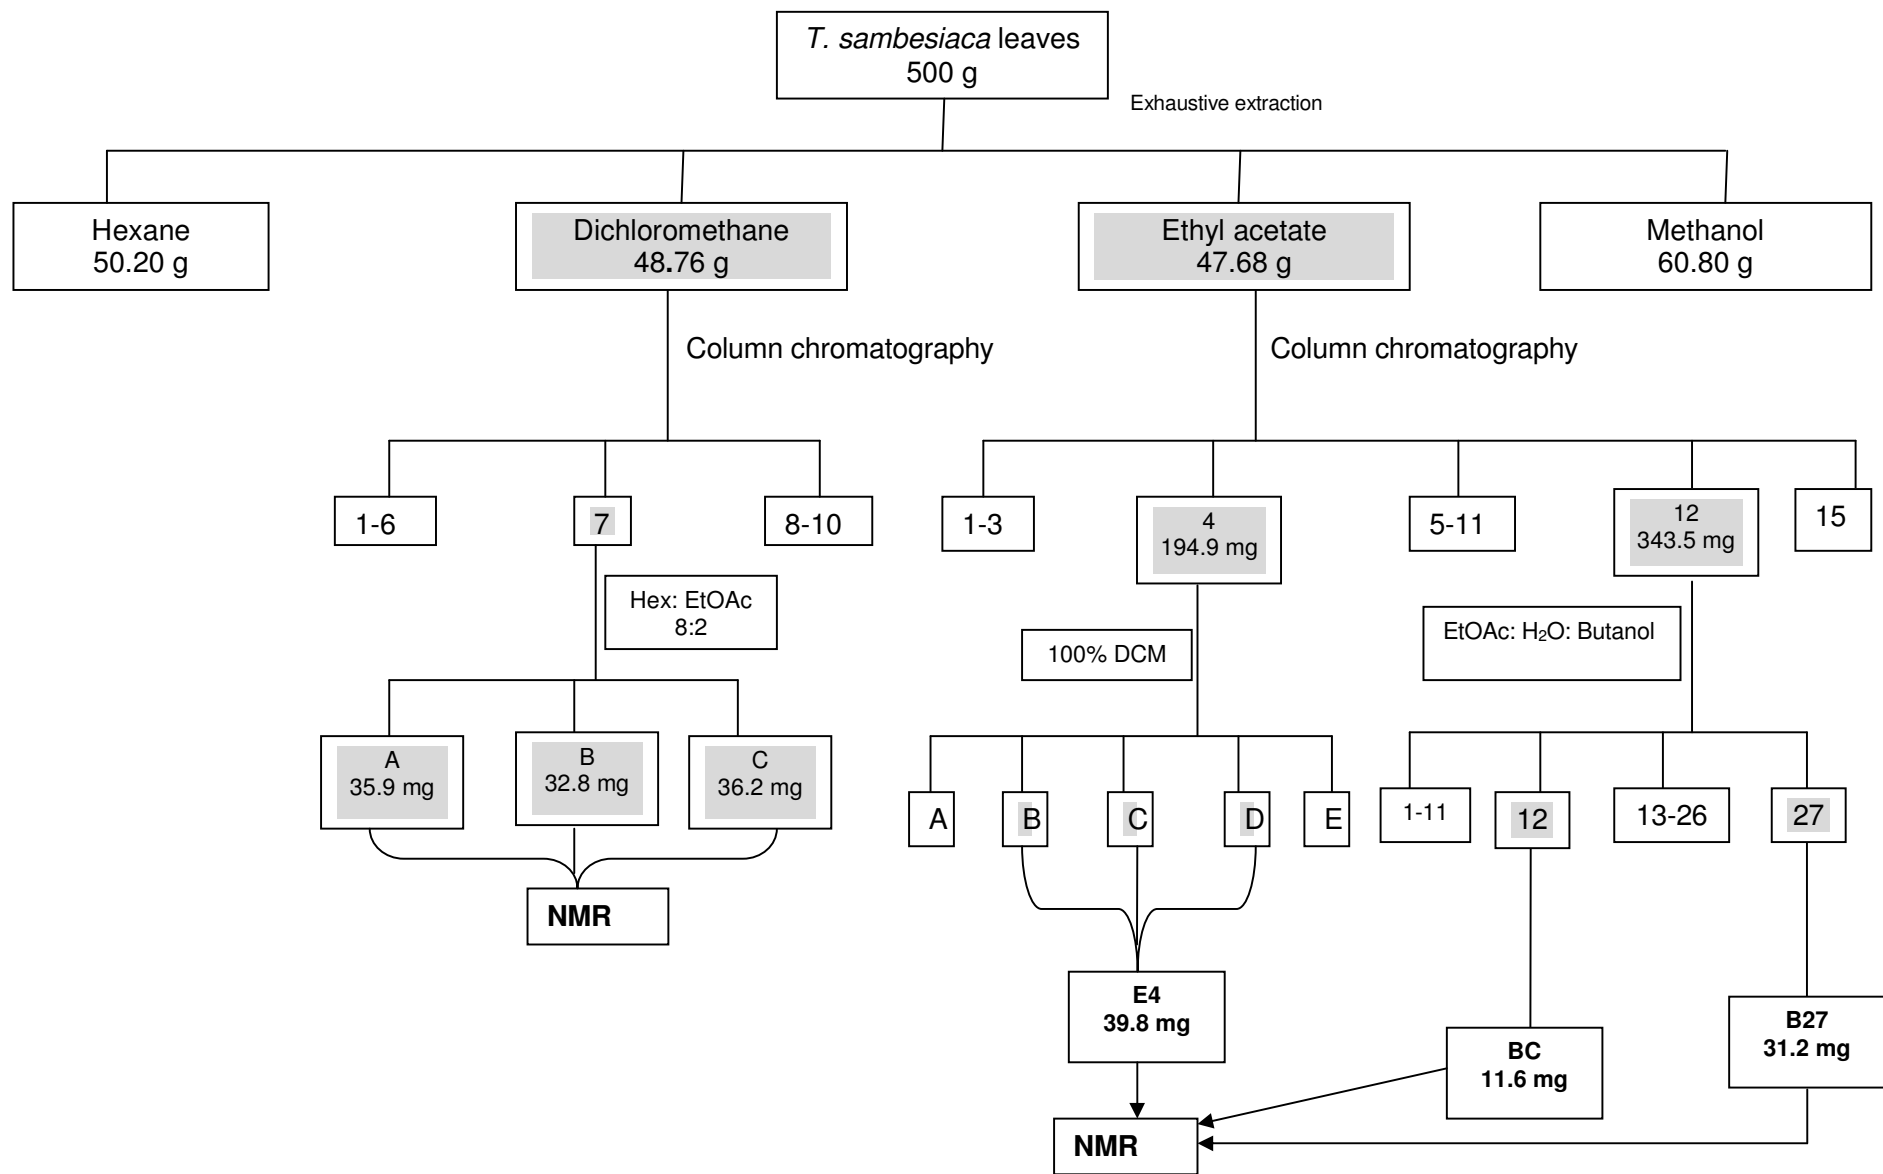 T. sambesiaca leaves
500 g
Exhaustive extraction
Hexane
50.20 g
Dichloromethane
48.76 g
Ethyl acetate
47.68 g
Methanol
60.80 g
Column chromatography
Column chromatography
1-6
7
8-10
1-3
4
194.9 mg
5-11
12
343.5 mg
15
Hex: EtOAc
8:2
100% DCM
EtOAc: H₂O: Butanol
A
35.9 mg
B
32.8 mg
C
36.2 mg
A
B
C
D
E
1-11
12
13-26
27
NMR
E4
39.8 mg
BC
11.6 mg
B27
31.2 mg
NMR